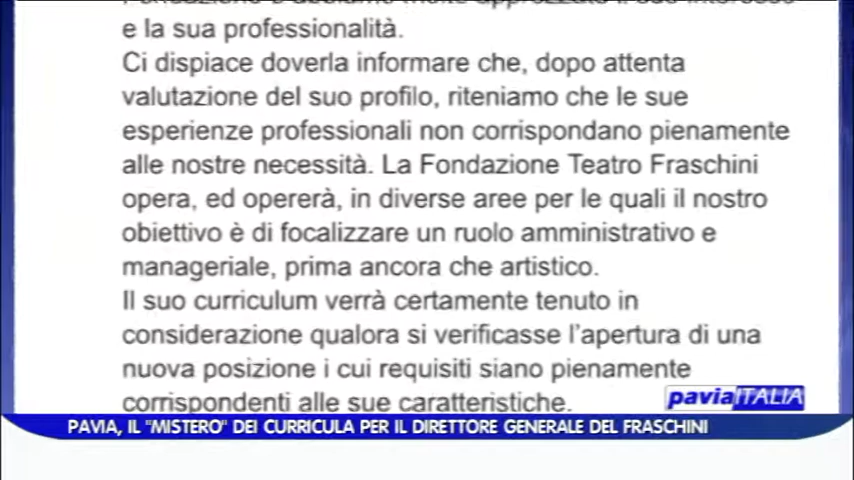 e la sua professionalità.
Ci dispiace doverla informare che, dopo attenta
valutazione del suo profilo, riteniamo che le sue
esperienze professionali non corrispondano pienamente
alle nostre necessità. La Fondazione Teatro Fraschini
opera, ed opererà, in diverse aree per le quali il nostro
obiettivo è di focalizzare un ruolo amministrativo e
manageriale, prima ancora che artistico.
Il suo curriculum verrà certamente tenuto in
considerazione qualora si verificasse l'apertura di una
nuova posizione i cui requisiti siano pienamente
corrispondenti alle sue caratteristiche.
paviaITALIA
PAVIA, IL "MISTERO" DEI CURRICULA PER IL DIRETTORE GENERALE DEL FRASCHINI